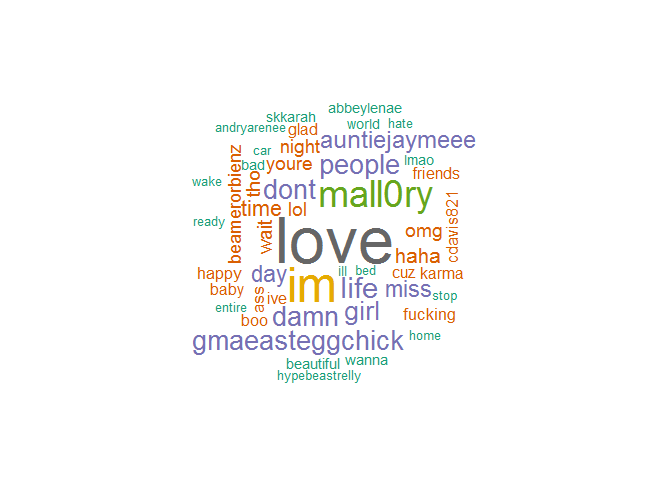 abbeylenae
skkarah
andryarenee glad world hate
night auntiejaymeee
car
bad youre people lmao
friends
wake tho dont mall0ry
beamerorbienz
time lol
cdavis821
ready wait love omg
haha
happy day im ill bed cuz karma
baby ass ive life miss stop
entire boo damn girl fucking
gmaeasteggchick home
beautiful wanna
hypebeastrelly